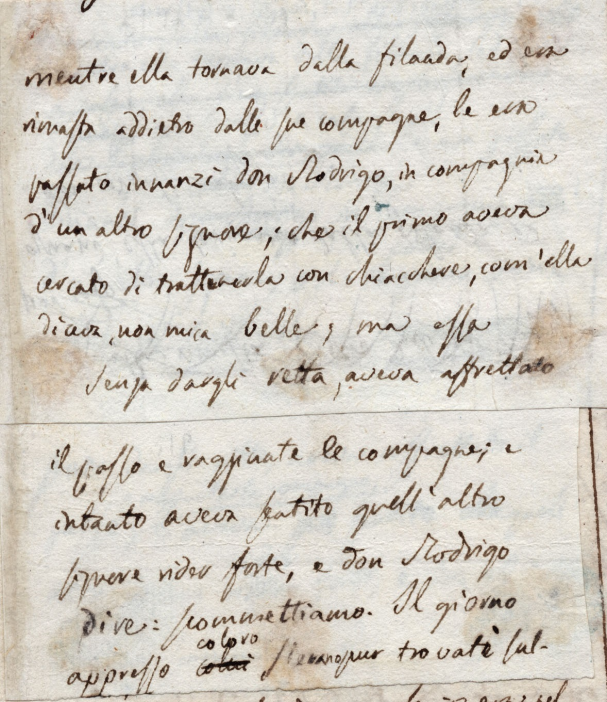 mentre ella tornava dalla filanda, ed era
rimasta addietro dalle sue compagne, le era
passato innanzi don Rodrigo, in compagnia
d'un altro signore; che il primo aveva
cercato di trattenerla con chiacchere, com'ella
diceva, non mica belle; ma essa
senza dargli retta, aveva affrettato
il passo e raggiunte le compagne; e
intanto aveva sentito quell'altro
signore rider forte, e don Rodrigo
dire: scommettiamo. Il giorno
coloro
appresso s'erano pur trovati sul-